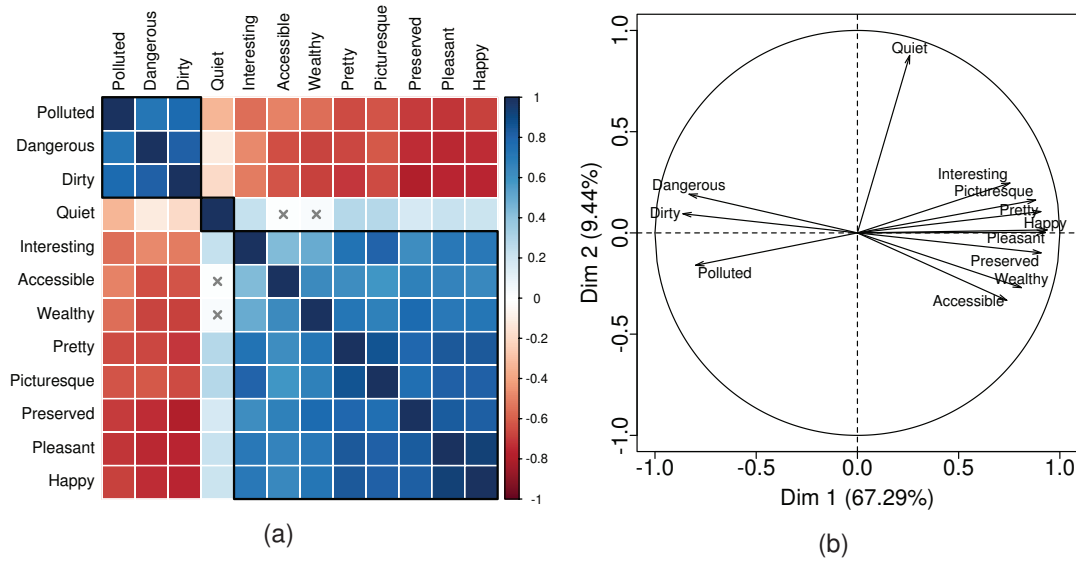 Polluted
Dangerous
Dirty
Quiet
Interesting
Accessible
Wealthy
Pretty
Picturesque
Preserved
Pleasant
Happy
Polluted
Dangerous
Dirty
Quiet
Interesting
Accessible
Wealthy
Pretty
Picturesque
Preserved
Pleasant
Happy
1
0.8
0.6
0.4
0.2
0
-0.2
-0.4
-0.6
-0.8
-1
(a)
Dim 2 (9.44%)
1.0
0.5
0.0
-0.5
-1.0
Quiet
Interesting
Picturesque
Pretty
Happy
Pleasant
Preserved
Wealthy
Accessible
Dangerous
Dirty
Polluted
-1.0 -0.5 0.0 0.5 1.0
Dim 1 (67.29%)
(b)